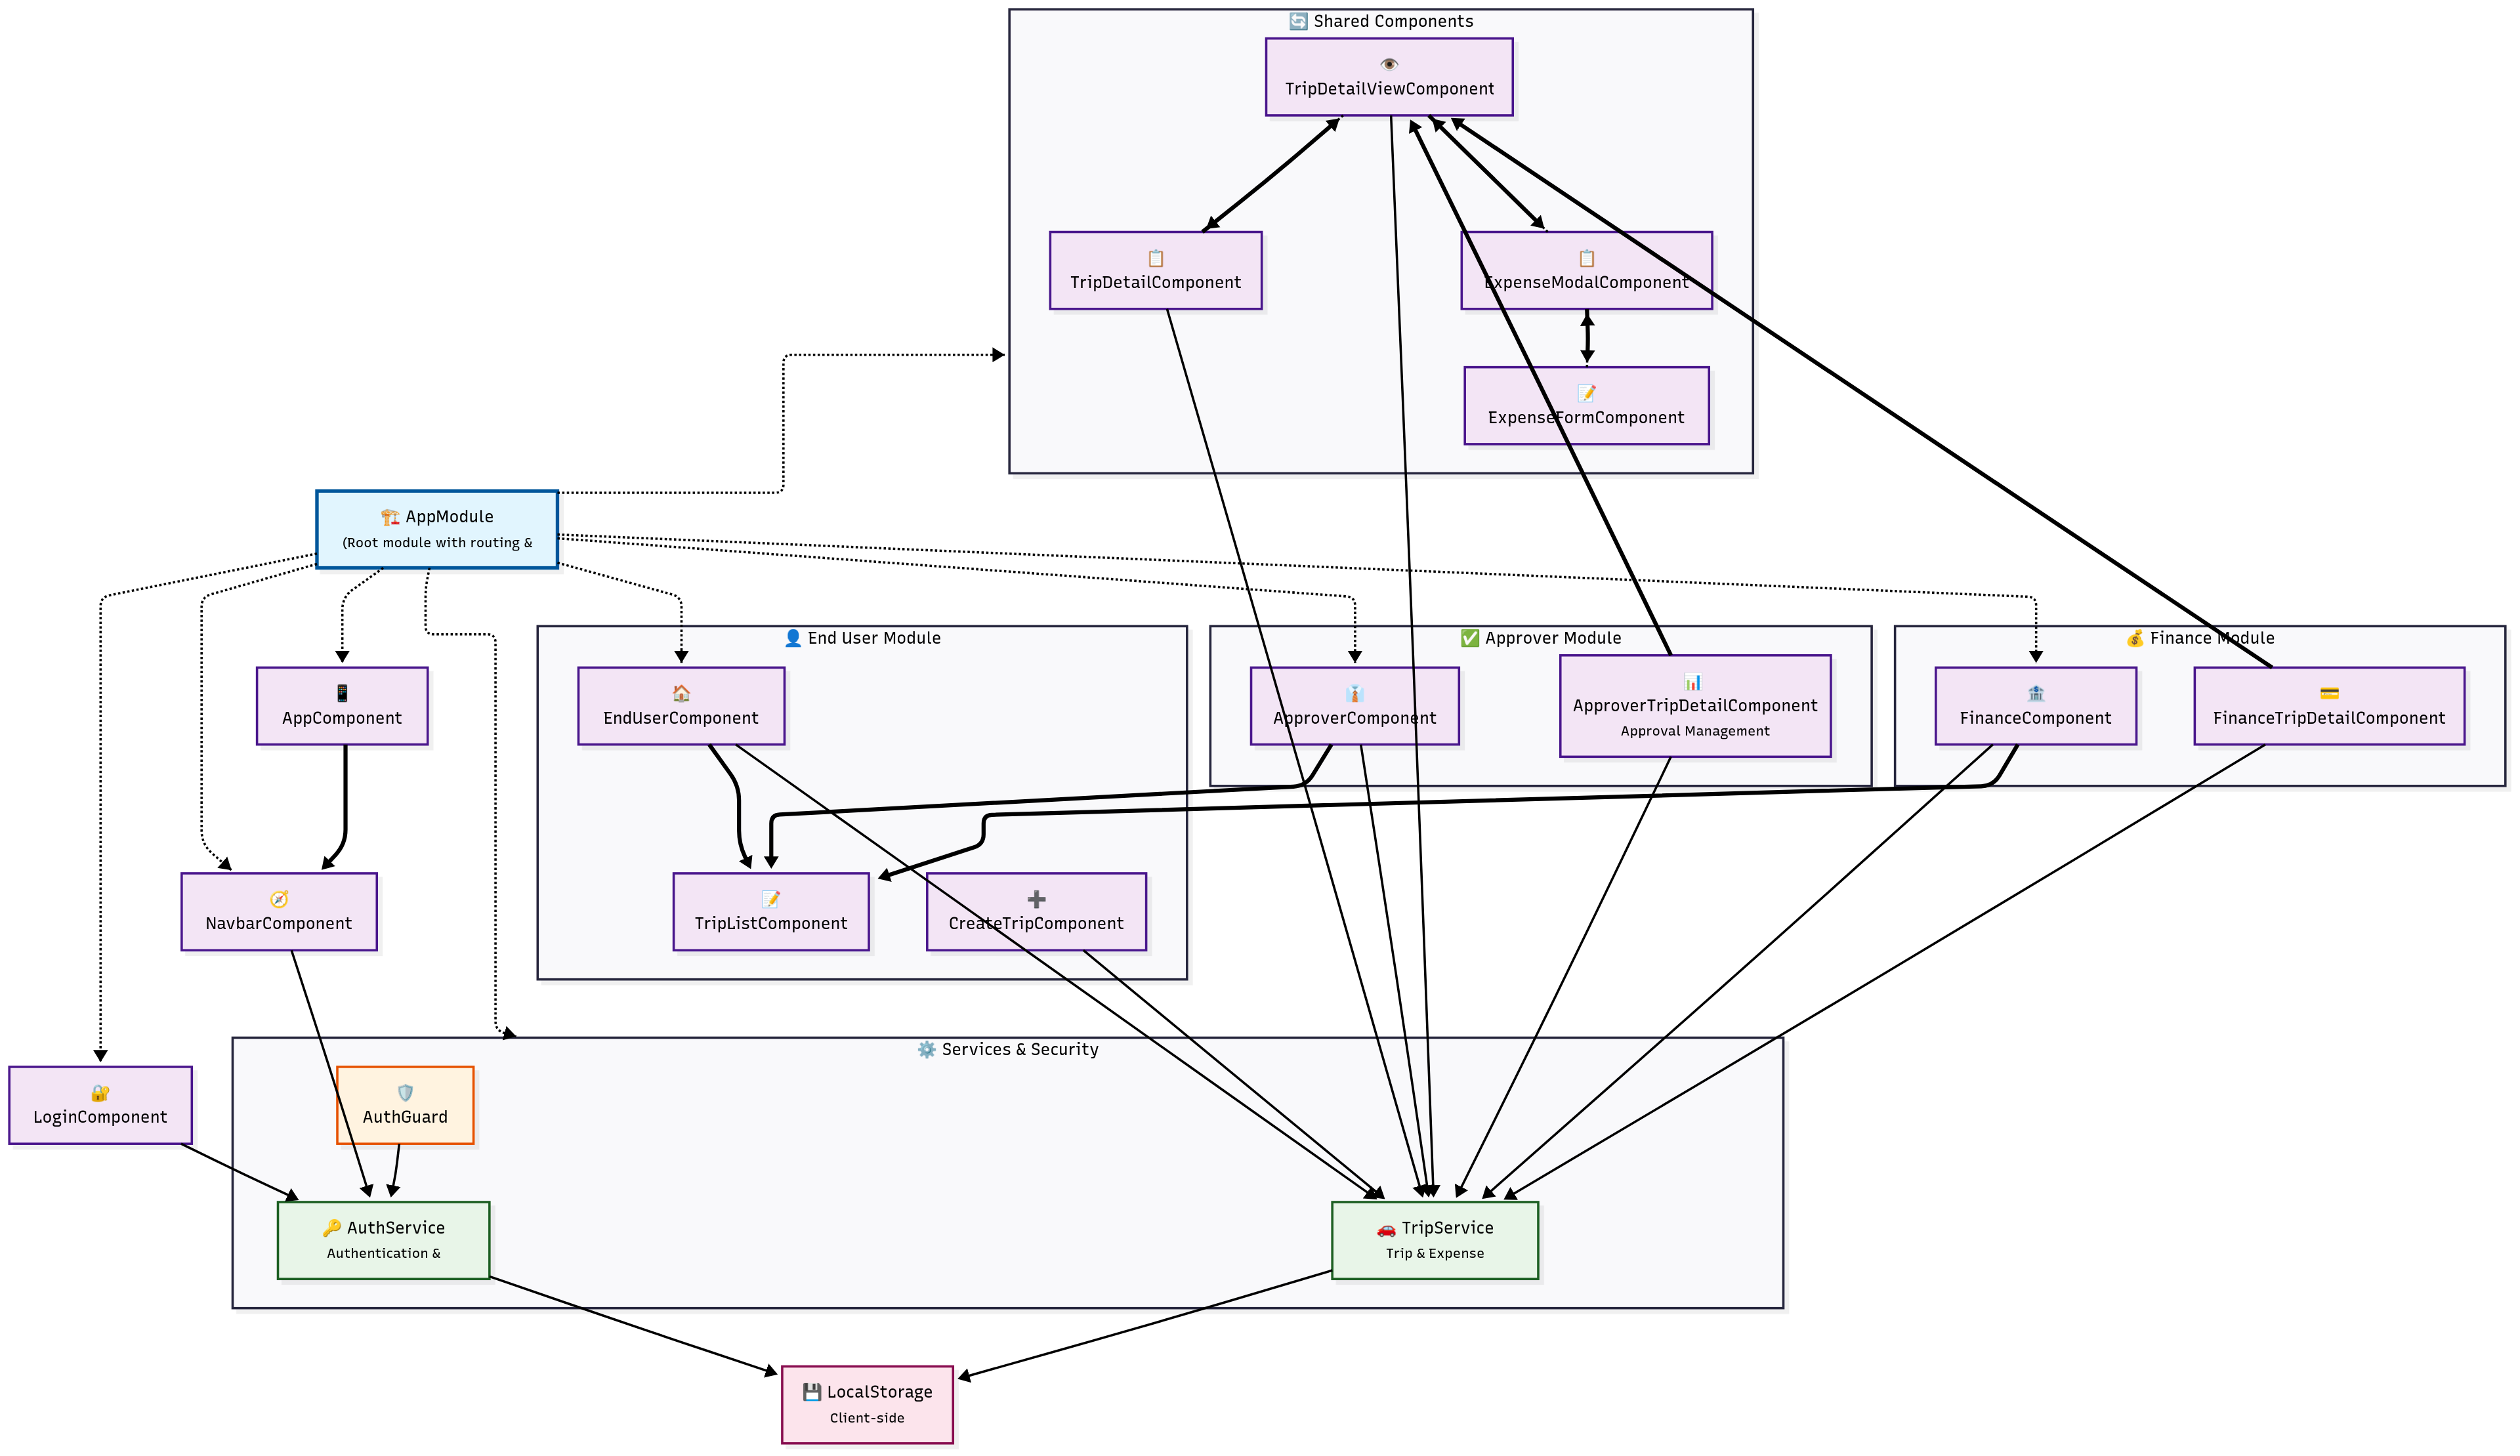 🔄 Shared Components
👁️
TripDetailViewComponent
📋
TripDetailComponent
📋
ExpenseModalComponent
📝
ExpenseFormComponent
🏗️ AppModule
(Root module with routing &
👤 End User Module
✅ Approver Module
💰 Finance Module
📱
AppComponent
🏠
EndUserComponent
👔
ApproverComponent
📊
ApproverTripDetailComponent
Approval Management
🏦
FinanceComponent
💳
FinanceTripDetailComponent
🧭
NavbarComponent
📝
TripListComponent
➕
CreateTripComponent
⚙️ Services & Security
🔐
LoginComponent
🛡️
AuthGuard
🔑 AuthService
Authentication &
🚗 TripService
Trip & Expense
💾 LocalStorage
Client-side